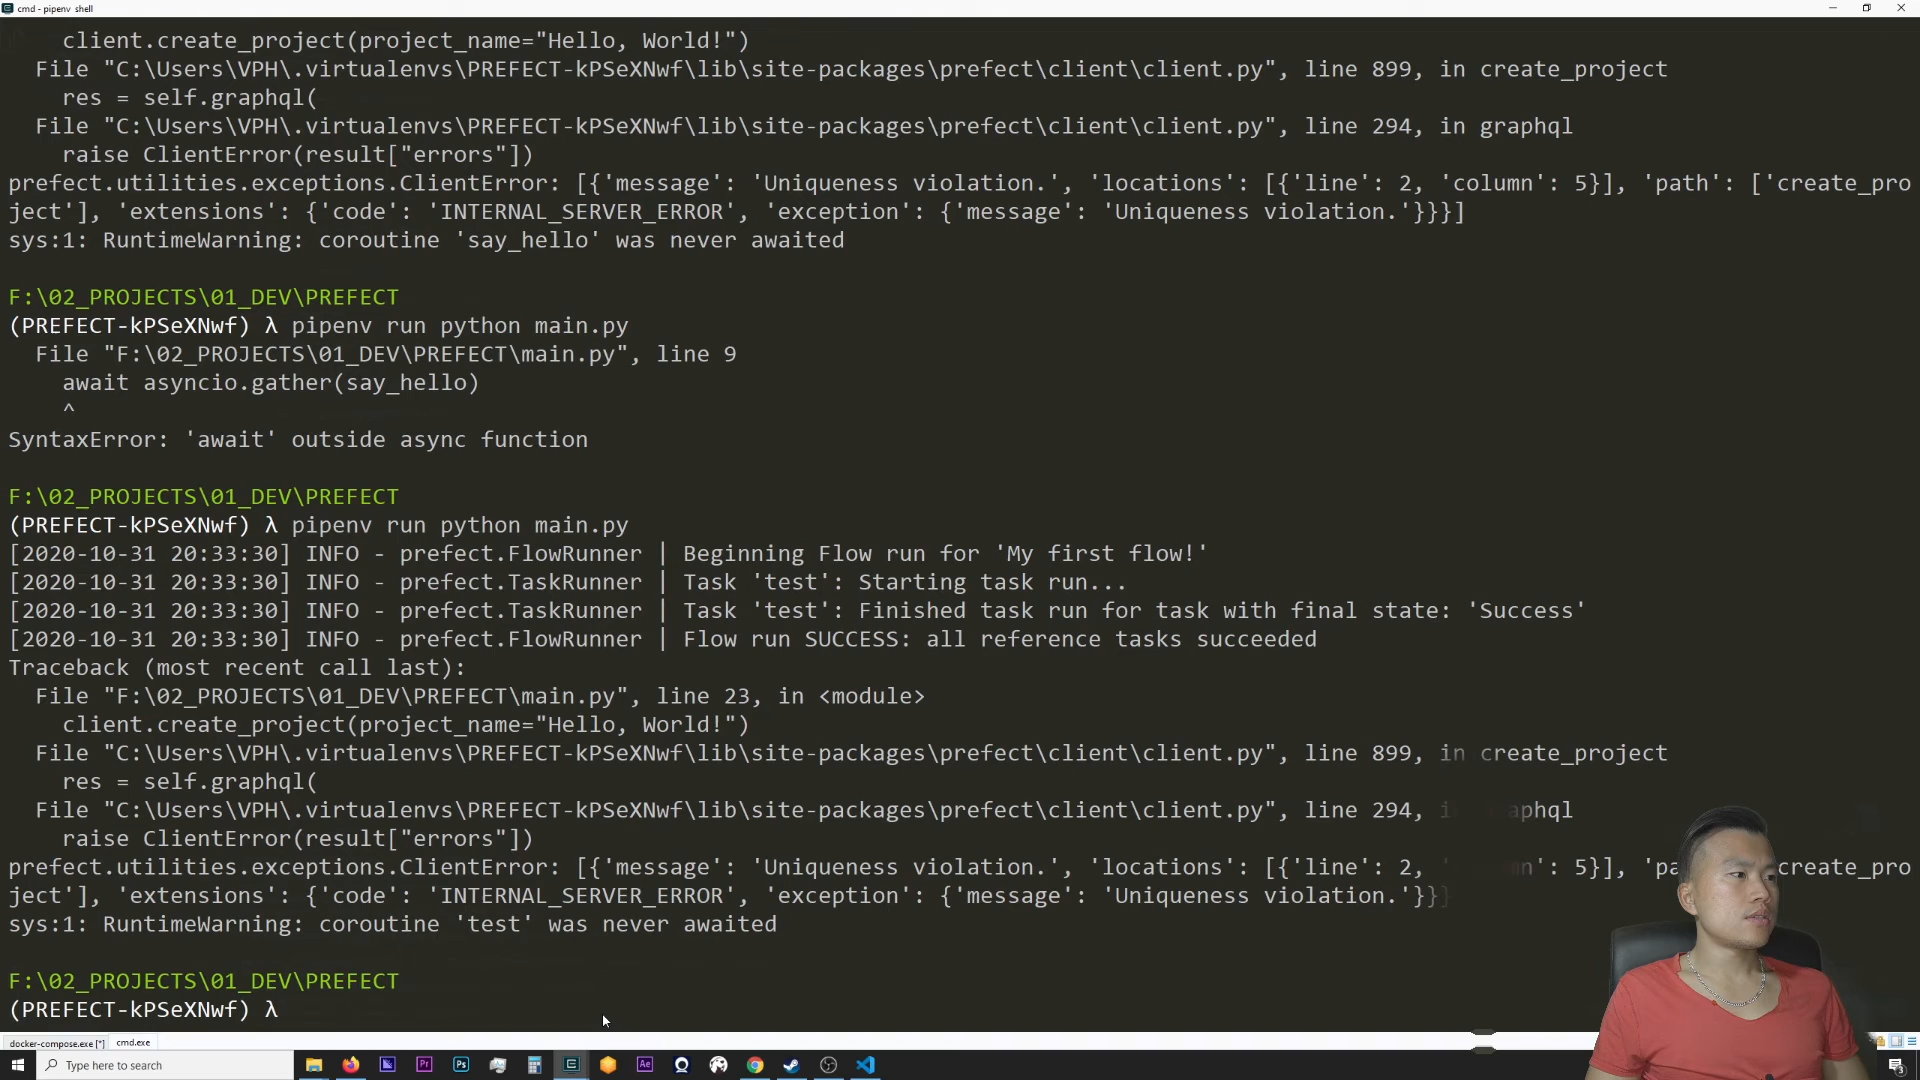 cmd - pipenv shell
client.create_project(project_name="Hello, World!")
File "C:\Users\VPH\.virtualenvs\PREFECT-kPSeXNwf\lib\site-packages\prefect\client\client.py", line 899, in create_project
res = self.graphql(
File "C:\Users\VPH\.virtualenvs\PREFECT-kPSeXNwf\lib\site-packages\prefect\client\client.py", line 294, in graphql
raise ClientError(result["errors"])
prefect.utilities.exceptions.ClientError: [{'message': 'Uniqueness violation.', 'locations': [{'line': 2, 'column': 5}], 'path': ['create_pro
ject'], 'extensions': {'code': 'INTERNAL_SERVER_ERROR', 'exception': {'message': 'Uniqueness violation.'}}}]
sys:1: RuntimeWarning: coroutine 'say_hello' was never awaited
F:\02_PROJECTS\01_DEV\PREFECT
(PREFECT-kPSeXNwf) λ pipenv run python main.py
File "F:\02_PROJECTS\01_DEV\PREFECT\main.py", line 9
await asyncio.gather(say_hello)
^
SyntaxError: 'await' outside async function
F:\02_PROJECTS\01_DEV\PREFECT
(PREFECT-kPSeXNwf) λ pipenv run python main.py
[2020-10-31 20:33:30] INFO - prefect.FlowRunner | Beginning Flow run for 'My first flow!'
[2020-10-31 20:33:30] INFO - prefect.TaskRunner | Task 'test': Starting task run...
[2020-10-31 20:33:30] INFO - prefect.TaskRunner | Task 'test': Finished task run for task with final state: 'Success'
[2020-10-31 20:33:30] INFO - prefect.FlowRunner | Flow run SUCCESS: all reference tasks succeeded
Traceback (most recent call last):
File "F:\02_PROJECTS\01_DEV\PREFECT\main.py", line 23, in <module>
client.create_project(project_name="Hello, World!")
File "C:\Users\VPH\.virtualenvs\PREFECT-kPSeXNwf\lib\site-packages\prefect\client\client.py", line 899, in create_project
res = self.graphql(
File "C:\Users\VPH\.virtualenvs\PREFECT-kPSeXNwf\lib\site-packages\prefect\client\client.py", line 294, aphql
raise ClientError(result["errors"])
prefect.utilities.exceptions.ClientError: [{'message': 'Uniqueness violation.', 'locations': [{'line': 2, 5}], 'pa create_pro
ject'], 'extensions': {'code': 'INTERNAL_SERVER_ERROR', 'exception': {'message': 'Uniqueness violation.'}}}]
sys:1: RuntimeWarning: coroutine 'test' was never awaited
F:\02_PROJECTS\01_DEV\PREFECT
(PREFECT-kPSeXNwf) λ
docker-compose.exe [*] cmd.exe
Type here to search
Pr Ps Ae
3